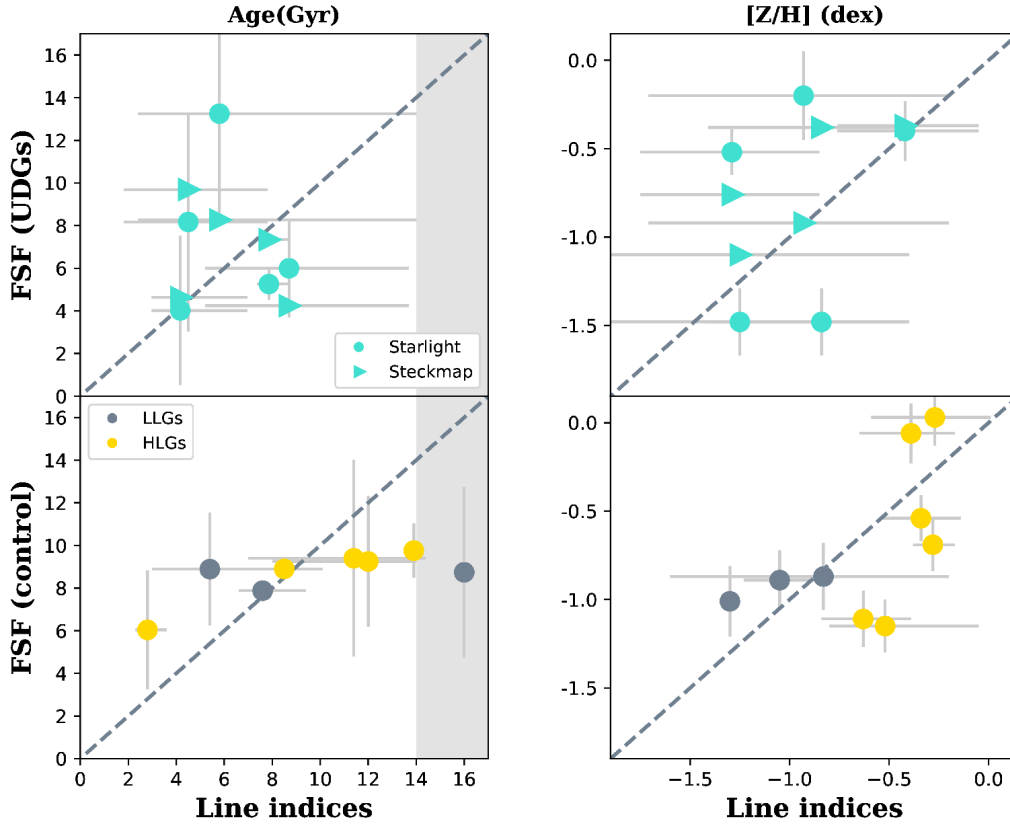 Age(Gyr)
[Z/H] (dex)
FSF (UDGs)
16
14
12
10
8
6
4
2
0
Starlight
Steckmap
0.0
−0.5
−1.0
−1.5
FSF (control)
16
14
12
10
8
6
4
2
0
LLGs
HLGs
0.0
−0.5
−1.0
−1.5
0 2 4 6 8 10 12 14 16
−1.5 −1.0 −0.5 0.0
Line indices
Line indices